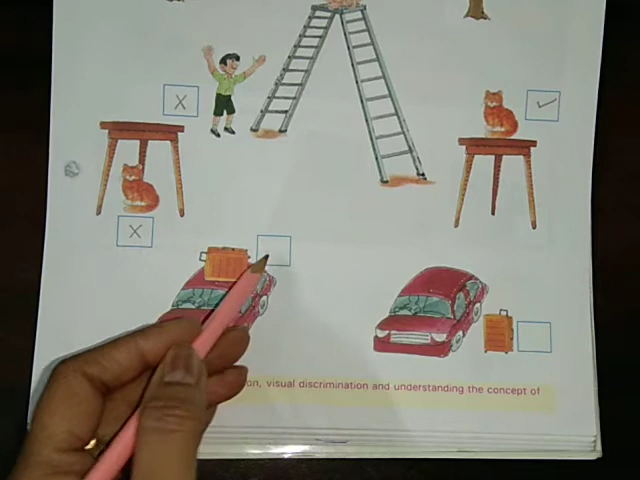 on, visual discrimination and understanding the concept of